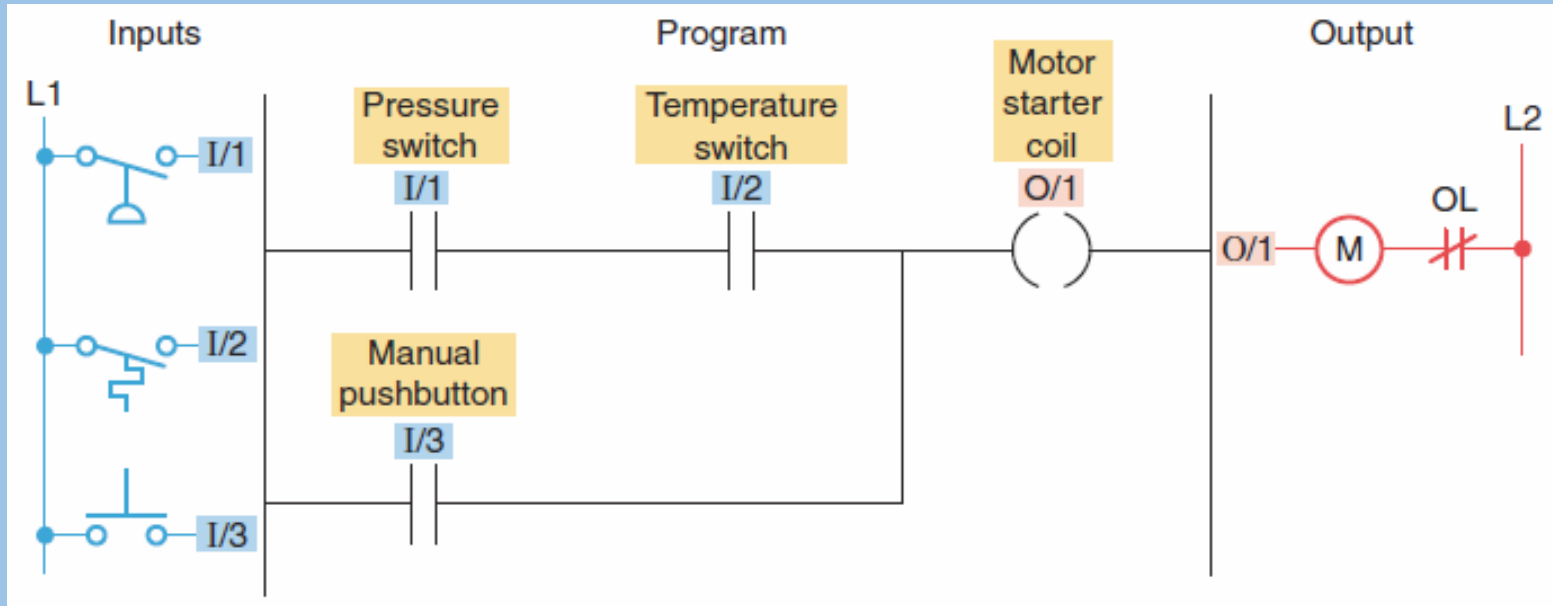 Inputs
Program
Output
L1
I/1
I/2
I/3
Pressure
switch
I/1
Temperature
switch
I/2
Motor
starter
coil
O/1
Manual
pushbutton
I/3
O/1
M
OL
L2